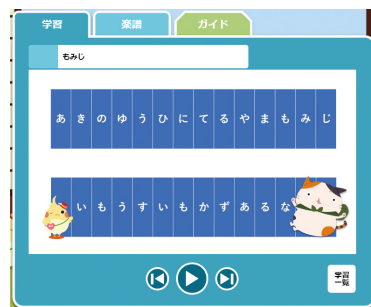 学習 楽譜 ガイド
もみじ
あきのゆうひにてるやまもみじ
いもうすいもかずあるな
学習一覧